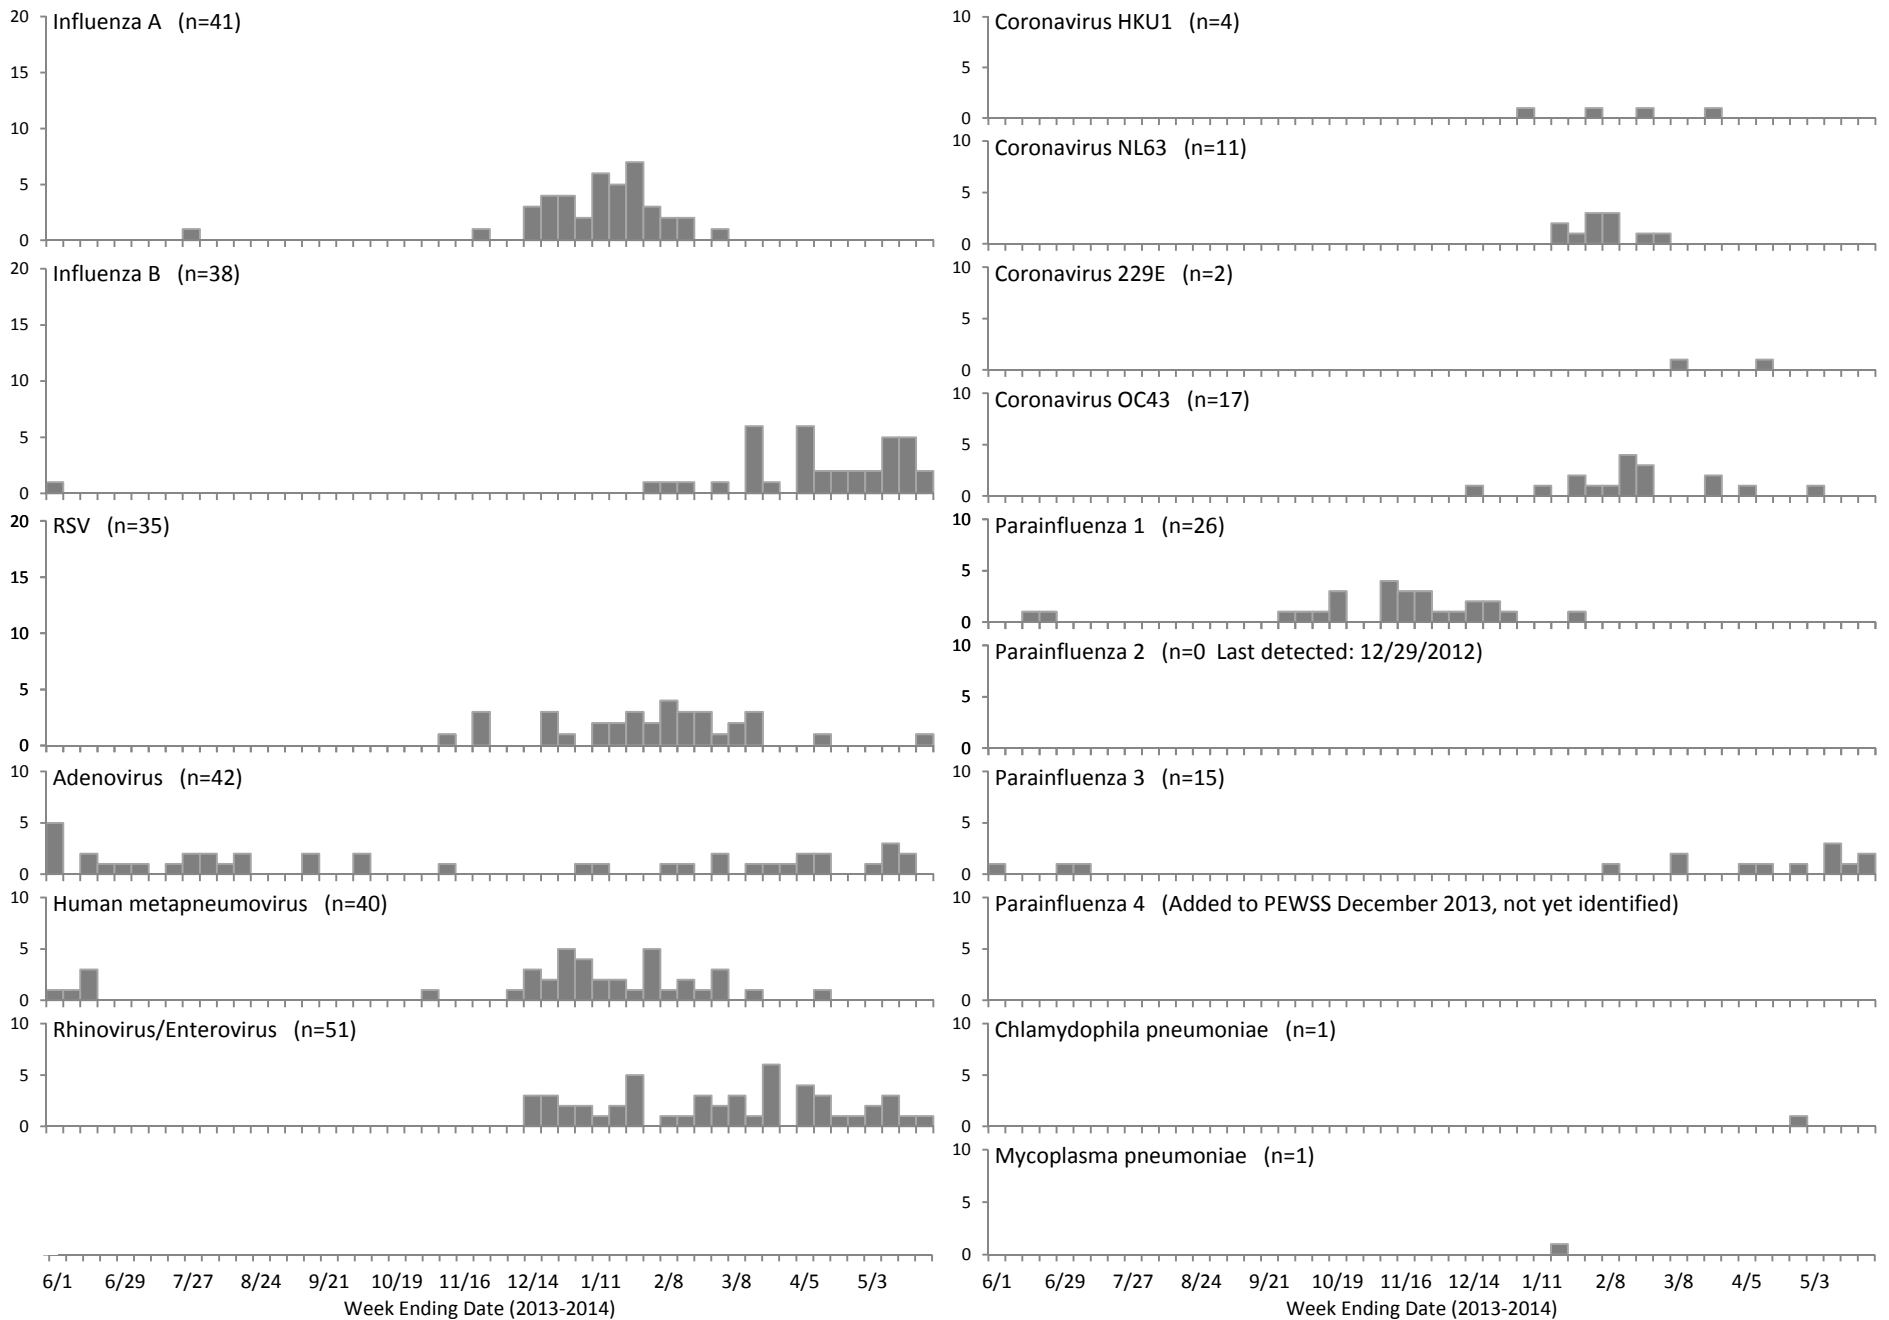 Influenza A (n=41)
20
15
10
5
0
Influenza B (n=38)
20
15
10
5
0
RSV (n=35)
20
15
10
5
0
Adenovirus (n=42)
10
5
0
Human metapneumovirus (n=40)
10
5
0
Rhinovirus/Enterovirus (n=51)
10
5
0
6/1 6/29 7/27 8/24 9/21 10/19 11/16 12/14 1/11 2/8 3/8 4/5 5/3
Week Ending Date (2013-2014)
Coronavirus HKU1 (n=4)
10
5
0
Coronavirus NL63 (n=11)
10
5
0
Coronavirus 229E (n=2)
10
5
0
Coronavirus OC43 (n=17)
10
5
0
Parainfluenza 1 (n=26)
10
5
0
Parainfluenza 2 (n=0 Last detected: 12/29/2012)
10
5
0
Parainfluenza 3 (n=15)
10
5
0
Parainfluenza 4 (Added to PEWSS December 2013, not yet identified)
10
5
0
Chlamydophila pneumoniae (n=1)
10
5
0
Mycoplasma pneumoniae (n=1)
10
5
0
6/1 6/29 7/27 8/24 9/21 10/19 11/16 12/14 1/11 2/8 3/8 4/5 5/3
Week Ending Date (2013-2014)